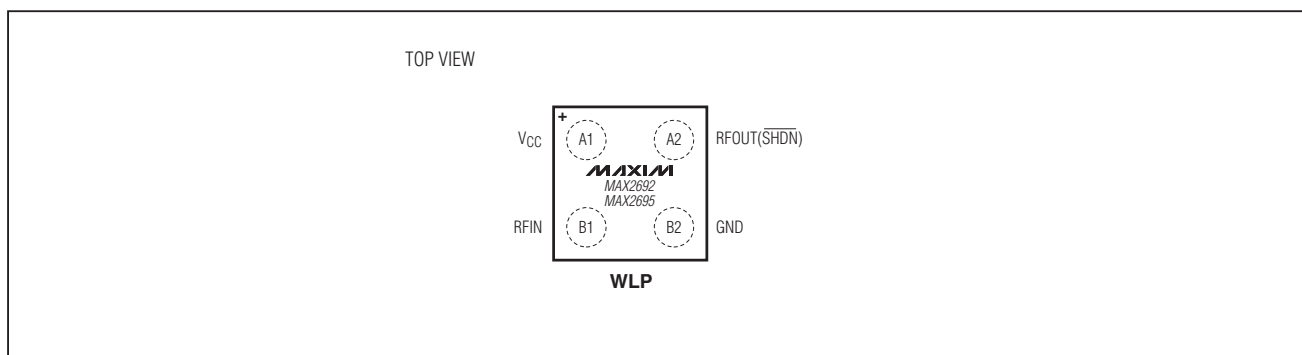 TOP VIEW
+
VCC A1 A2 RFOUT(SHDN)
MAXIM
MAX2692
MAX2695
RFIN B1 B2 GND
WLP